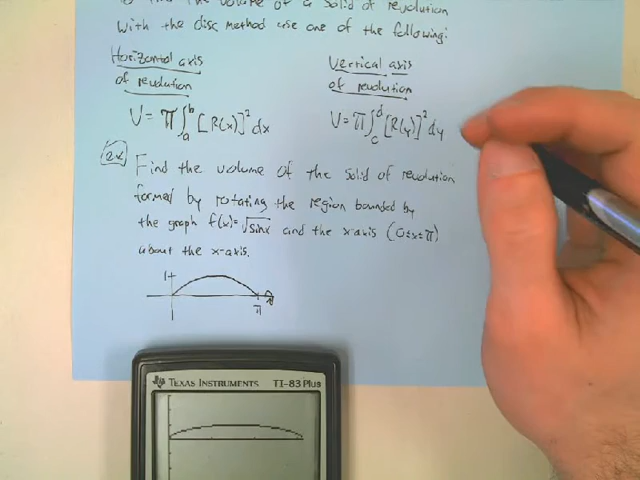 To find the volume of a solid of revolution
with the disc method use one of the following:
Horizontal axis
of revolution
V = π∫ₐᵇ [R(x)]² dx
Vertical axis
of revolution
V = π∫_c^d [R(y)]² dy
Ex Find the volume of the solid of revolution
formed by rotating the region bounded by
the graph f(x)=√sinx and the x-axis (0≤x≤π)
about the x-axis.
1
π
TEXAS INSTRUMENTS TI-83 Plus